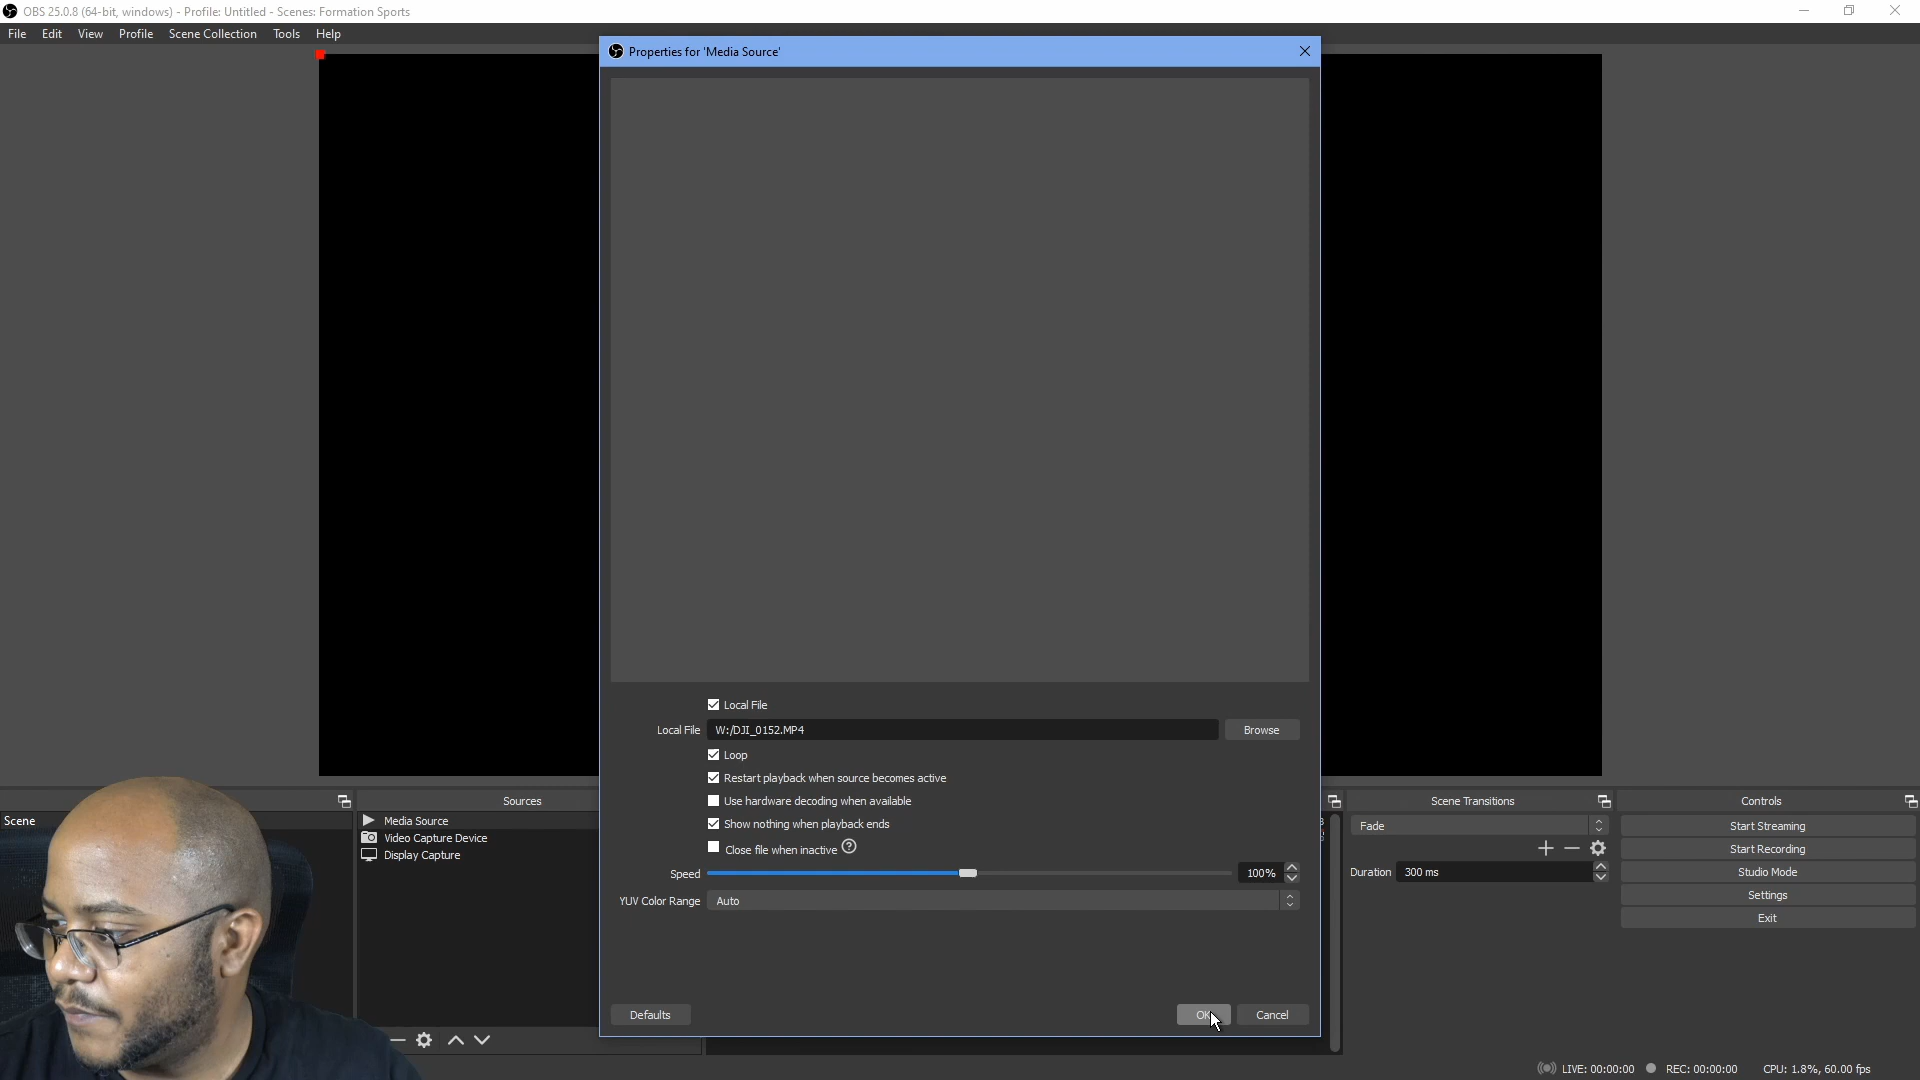 OBS 25.0.8 (64-bit, windows) - Profile: Untitled - Scenes: Formation Sports
File Edit View Profile Scene Collection Tools Help
Properties for 'Media Source'
Local File
Local File W:/DJI_0152.MP4 Browse
Loop
Restart playback when source becomes active
Use hardware decoding when available
Show nothing when playback ends
Close file when inactive ?
Speed 100%
YUV Color Range Auto
Defaults OK Cancel
Scene
Sources
Media Source
Video Capture Device
Display Capture
Scene Transitions
Fade
Duration 300 ms
Controls
Start Streaming
Start Recording
Studio Mode
Settings
Exit
LIVE: 00:00:00 REC: 00:00:00 CPU: 1.8%, 60.00 fps